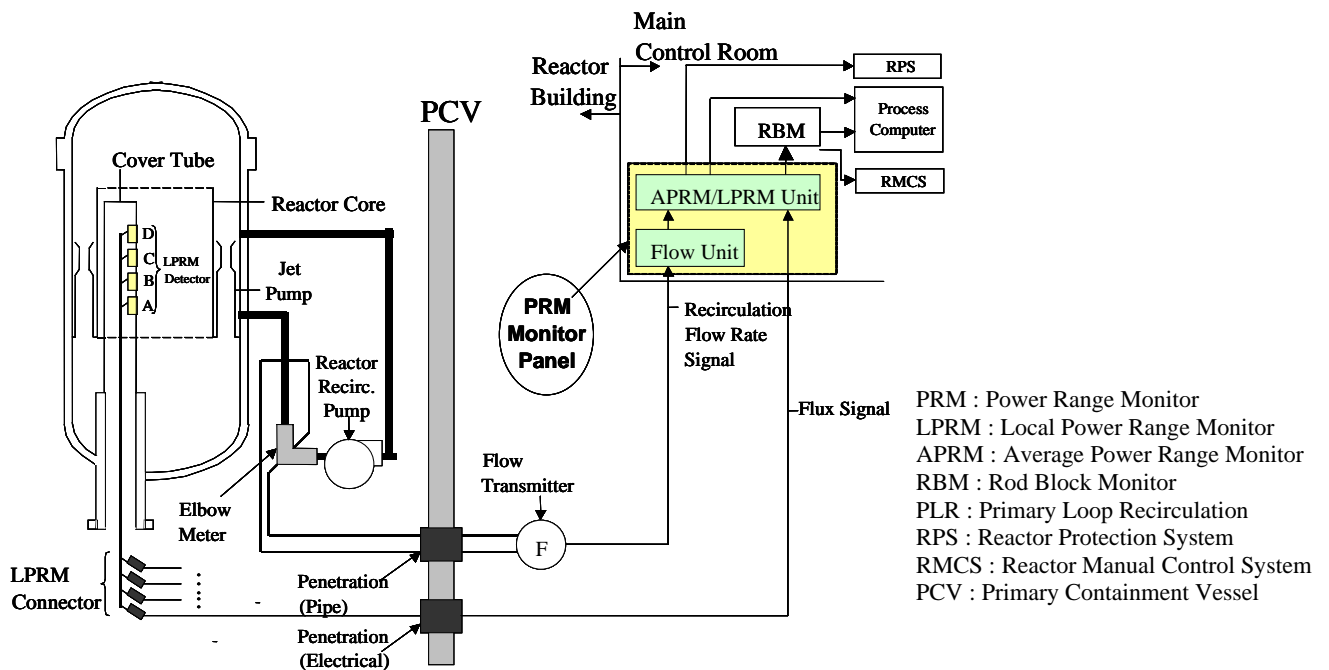 Main
Control Room
Reactor
Building
RPS
Process
Computer
RBM
RMCS
PCV
Cover Tube
Reactor Core
APRM/LPRM Unit
Flow Unit
D
C
B
A
LPRM
Detector
Jet
Pump
PRM
Monitor
Panel
Recirculation
Flow Rate
Signal
Reactor
Recirc.
Pump
Flux Signal
Flow
Transmitter
F
Elbow
Meter
LPRM
Connector
Penetration
(Pipe)
Penetration
(Electrical)
PRM : Power Range Monitor
LPRM : Local Power Range Monitor
APRM : Average Power Range Monitor
RBM : Rod Block Monitor
PLR : Primary Loop Recirculation
RPS : Reactor Protection System
RMCS : Reactor Manual Control System
PCV : Primary Containment Vessel